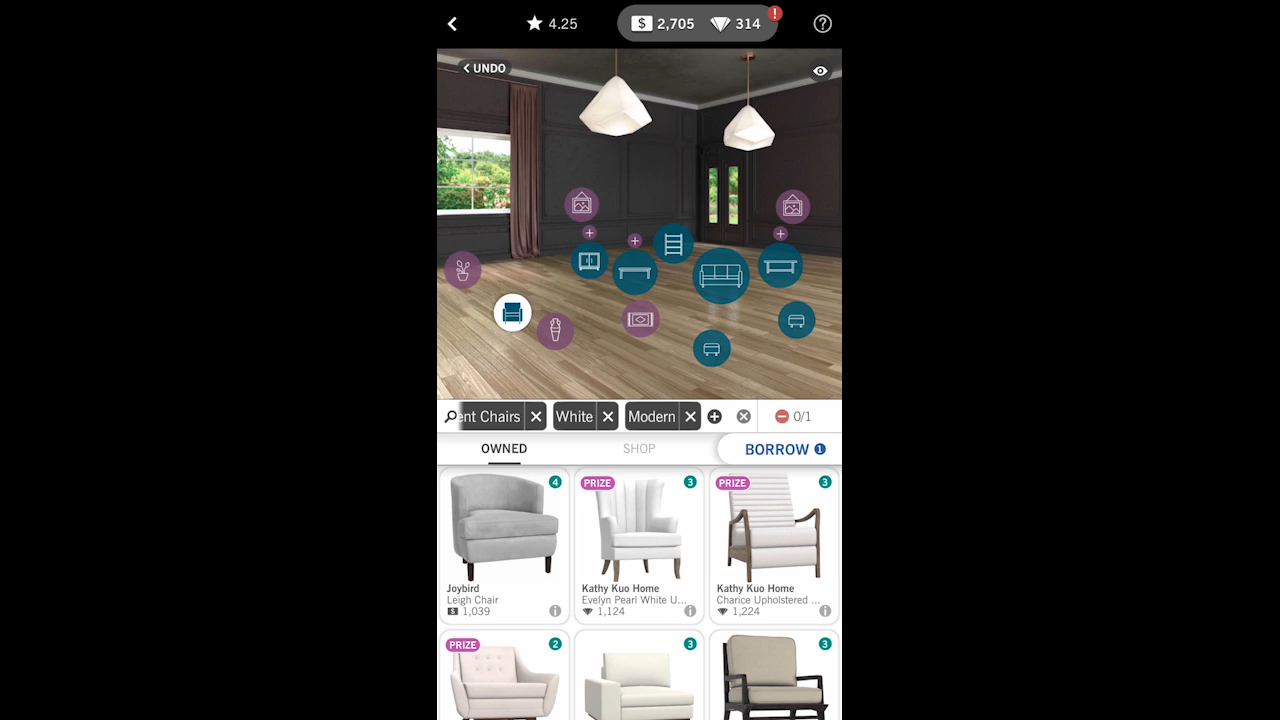 4.25
$ 2,705
314
!
?
< UNDO
ent Chairs
White
Modern
0/1
OWNED
SHOP
BORROW 1
4
Joybird
Leigh Chair
$ 1,039
PRIZE
3
Kathy Kuo Home
Evelyn Pearl White U...
1,124
PRIZE
3
Kathy Kuo Home
Charice Upholstered ...
1,224
PRIZE
2
3
3